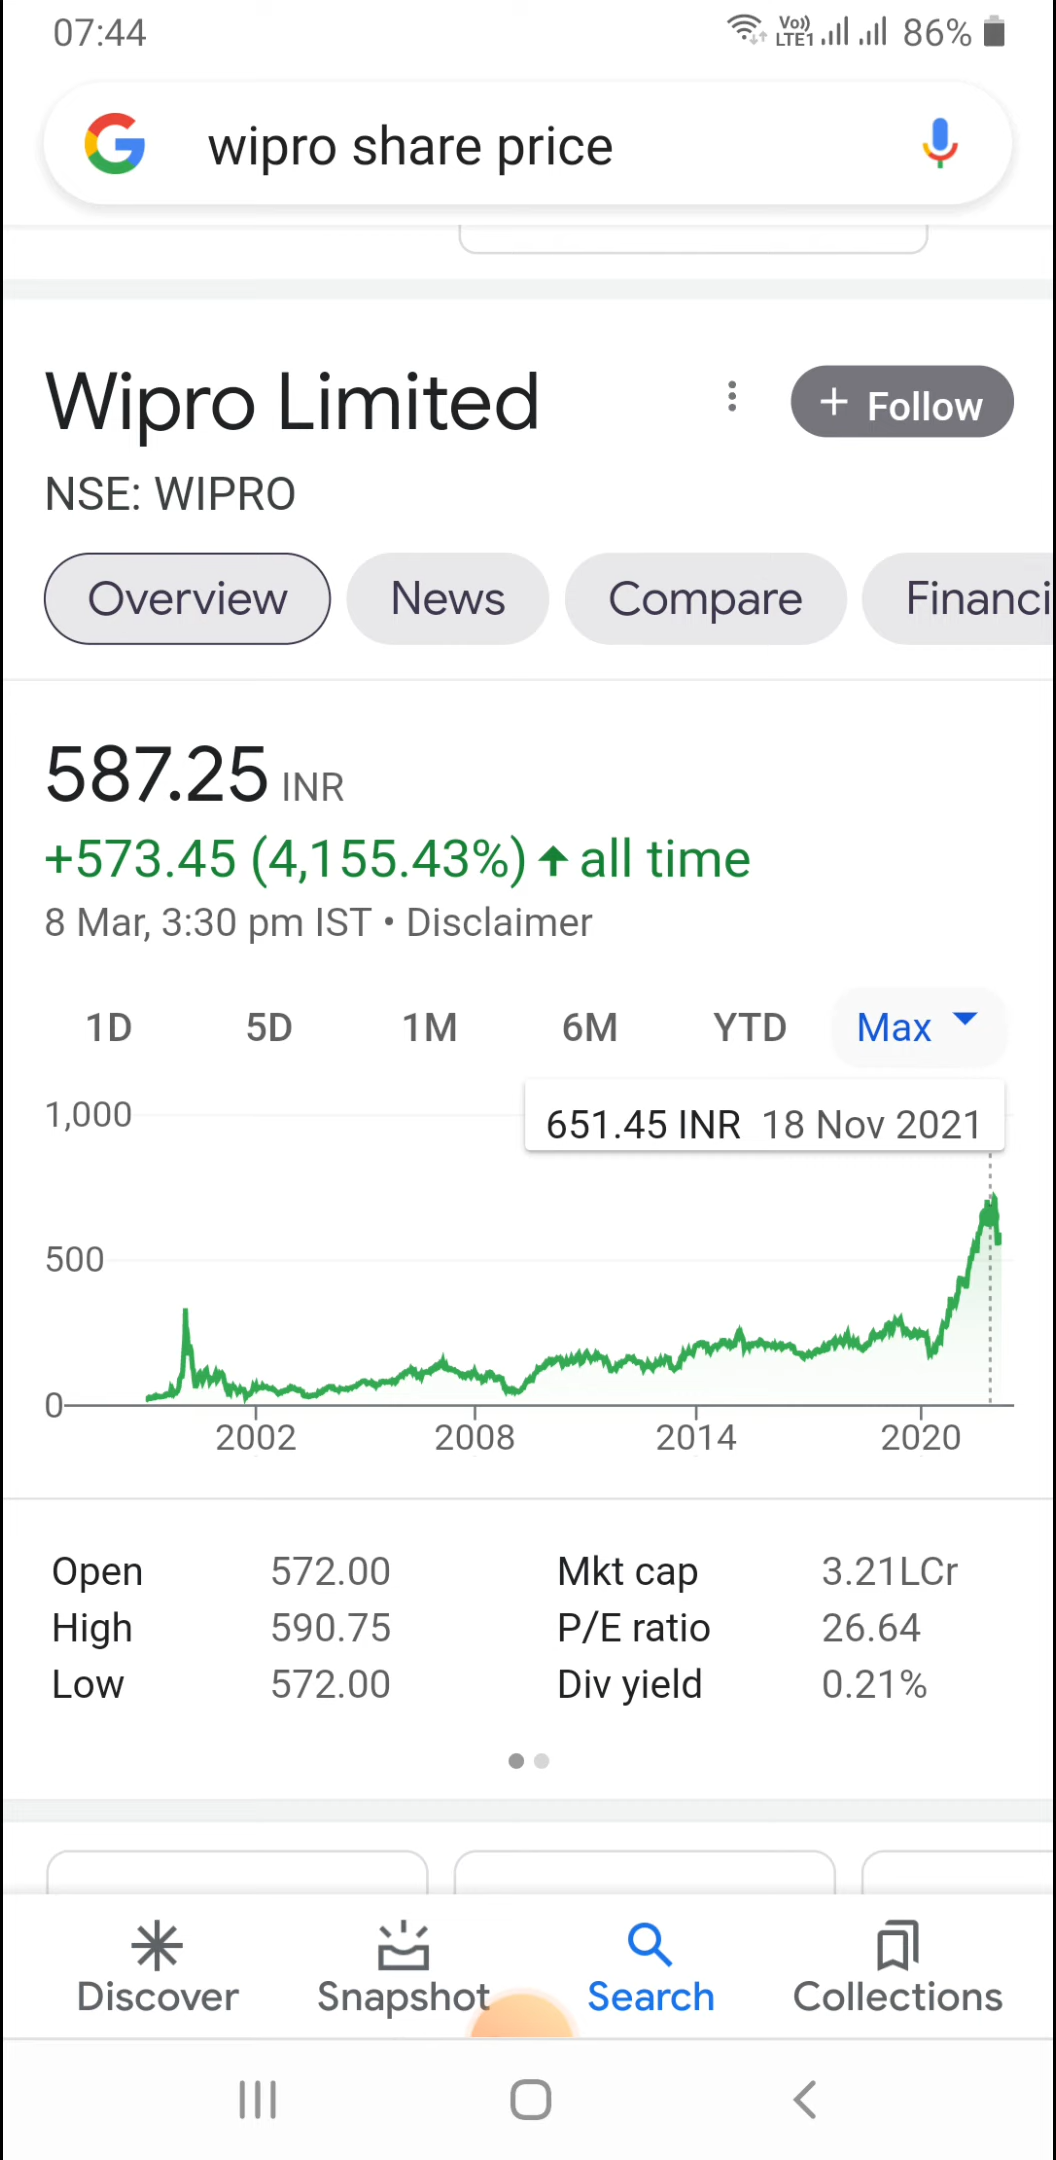 07:44
Vo)) LTE1 86%
wipro share price
Wipro Limited
+ Follow
NSE: WIPRO
Overview News Compare Financi
587.25 INR
+573.45 (4,155.43%) ↑ all time
8 Mar, 3:30 pm IST • Disclaimer
1D 5D 1M 6M YTD Max
651.45 INR 18 Nov 2021
1,000
500
0
2002 2008 2014 2020
Open 572.00 Mkt cap 3.21LCr
High 590.75 P/E ratio 26.64
Low 572.00 Div yield 0.21%
Discover Snapshot Search Collections